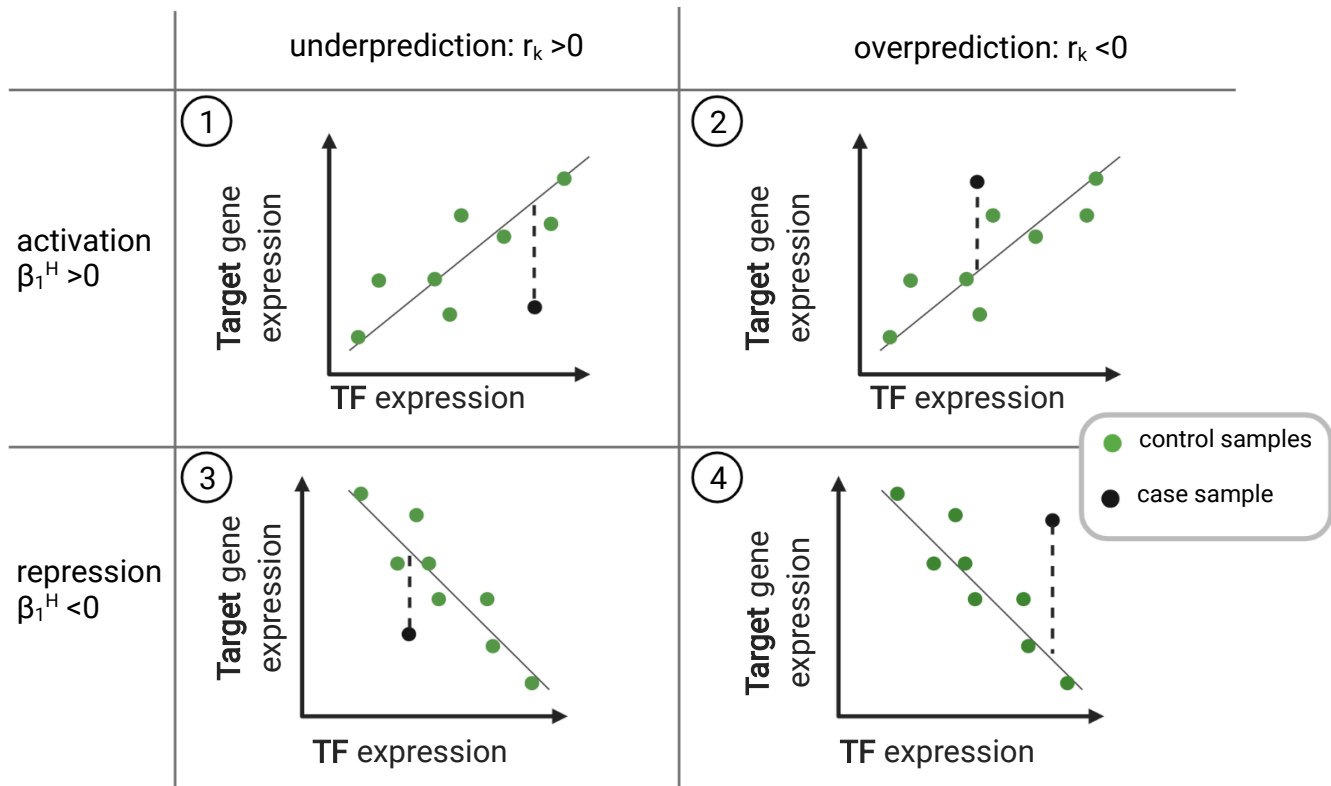 underprediction: rₖ >0
overprediction: rₖ <0
activation
β₁ᴴ >0
1
Target gene
expression
TF expression
2
Target gene
expression
TF expression
control samples
case sample
repression
β₁ᴴ <0
3
Target gene
expression
TF expression
4
Target gene
expression
TF expression